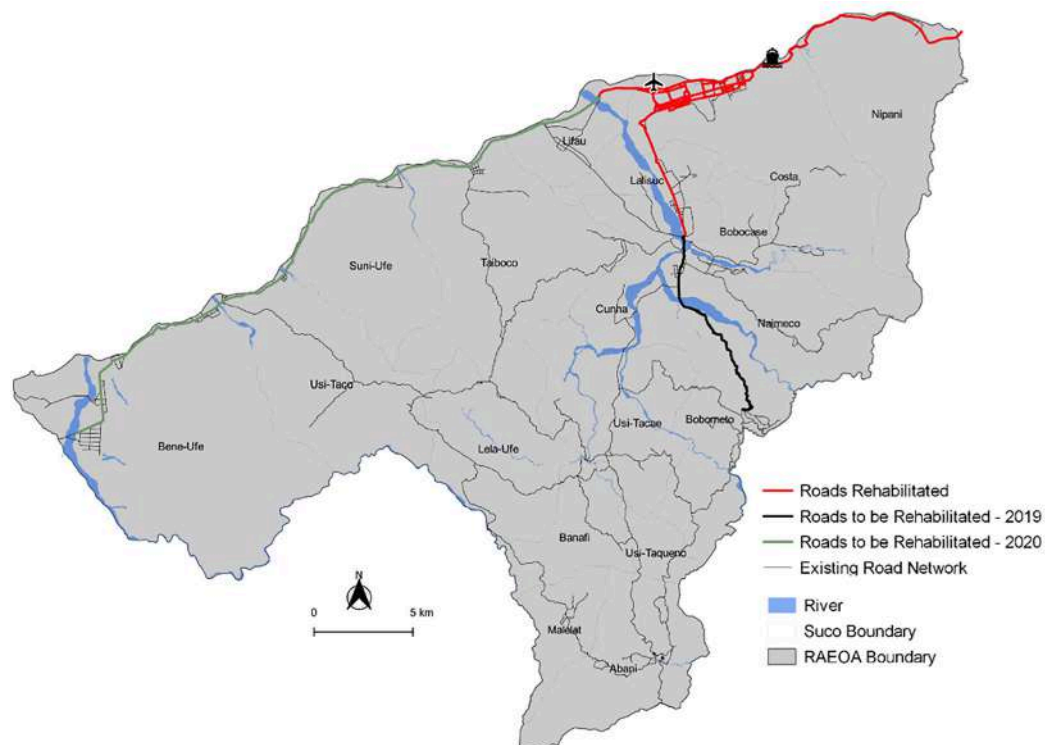 Nipani
Lifau
Lalisuc
Costa
Bobocase
Suni-Ufe
Taiboco
Cunha
Naimeco
Usi-Taco
Bene-Ufe
Lela-Ufe
Usi-Tacae
Bobometo
Banafi
Usi-Taqueno
Malelat
Abani
N
0 5 km
Roads Rehabilitated
Roads to be Rehabilitated - 2019
Roads to be Rehabilitated - 2020
Existing Road Network
River
Suco Boundary
RAEOA Boundary